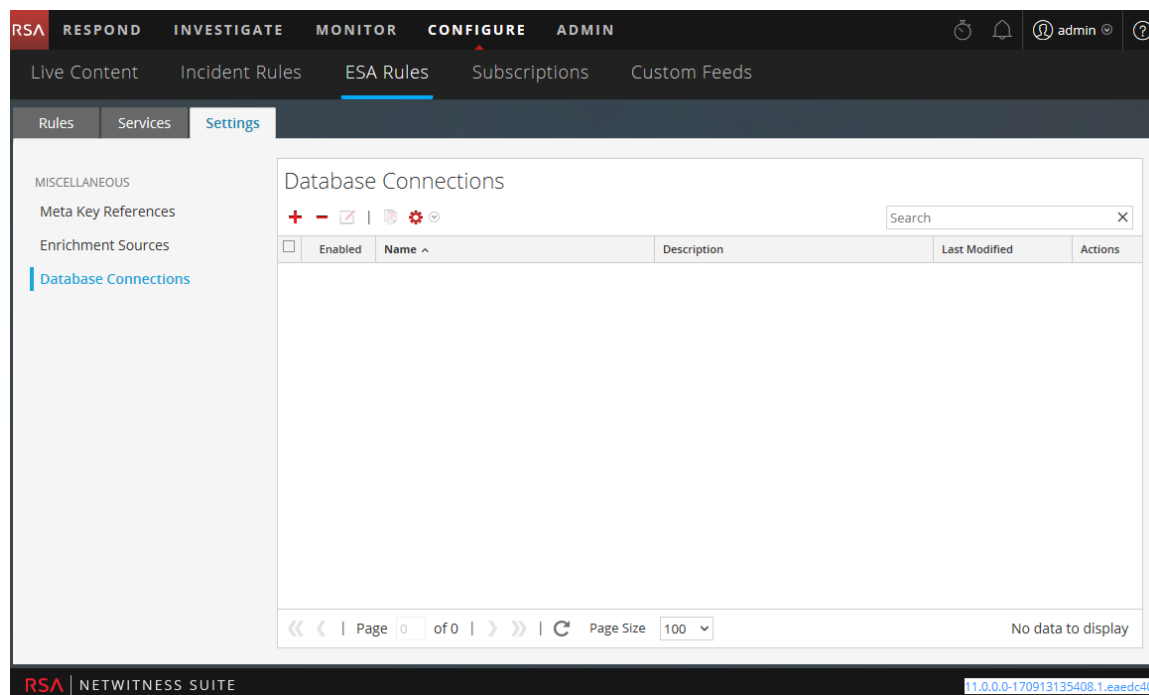 RSA RESPOND INVESTIGATE MONITOR CONFIGURE ADMIN admin
Live Content Incident Rules ESA Rules Subscriptions Custom Feeds
Rules Services Settings
MISCELLANEOUS
Meta Key References
Enrichment Sources
Database Connections
Database Connections
Search
Enabled Name Description Last Modified Actions
Page 0 of 0 Page Size 100 No data to display
RSA NETWITNESS SUITE
11.0.0.0-170913135408.1.eaedc40